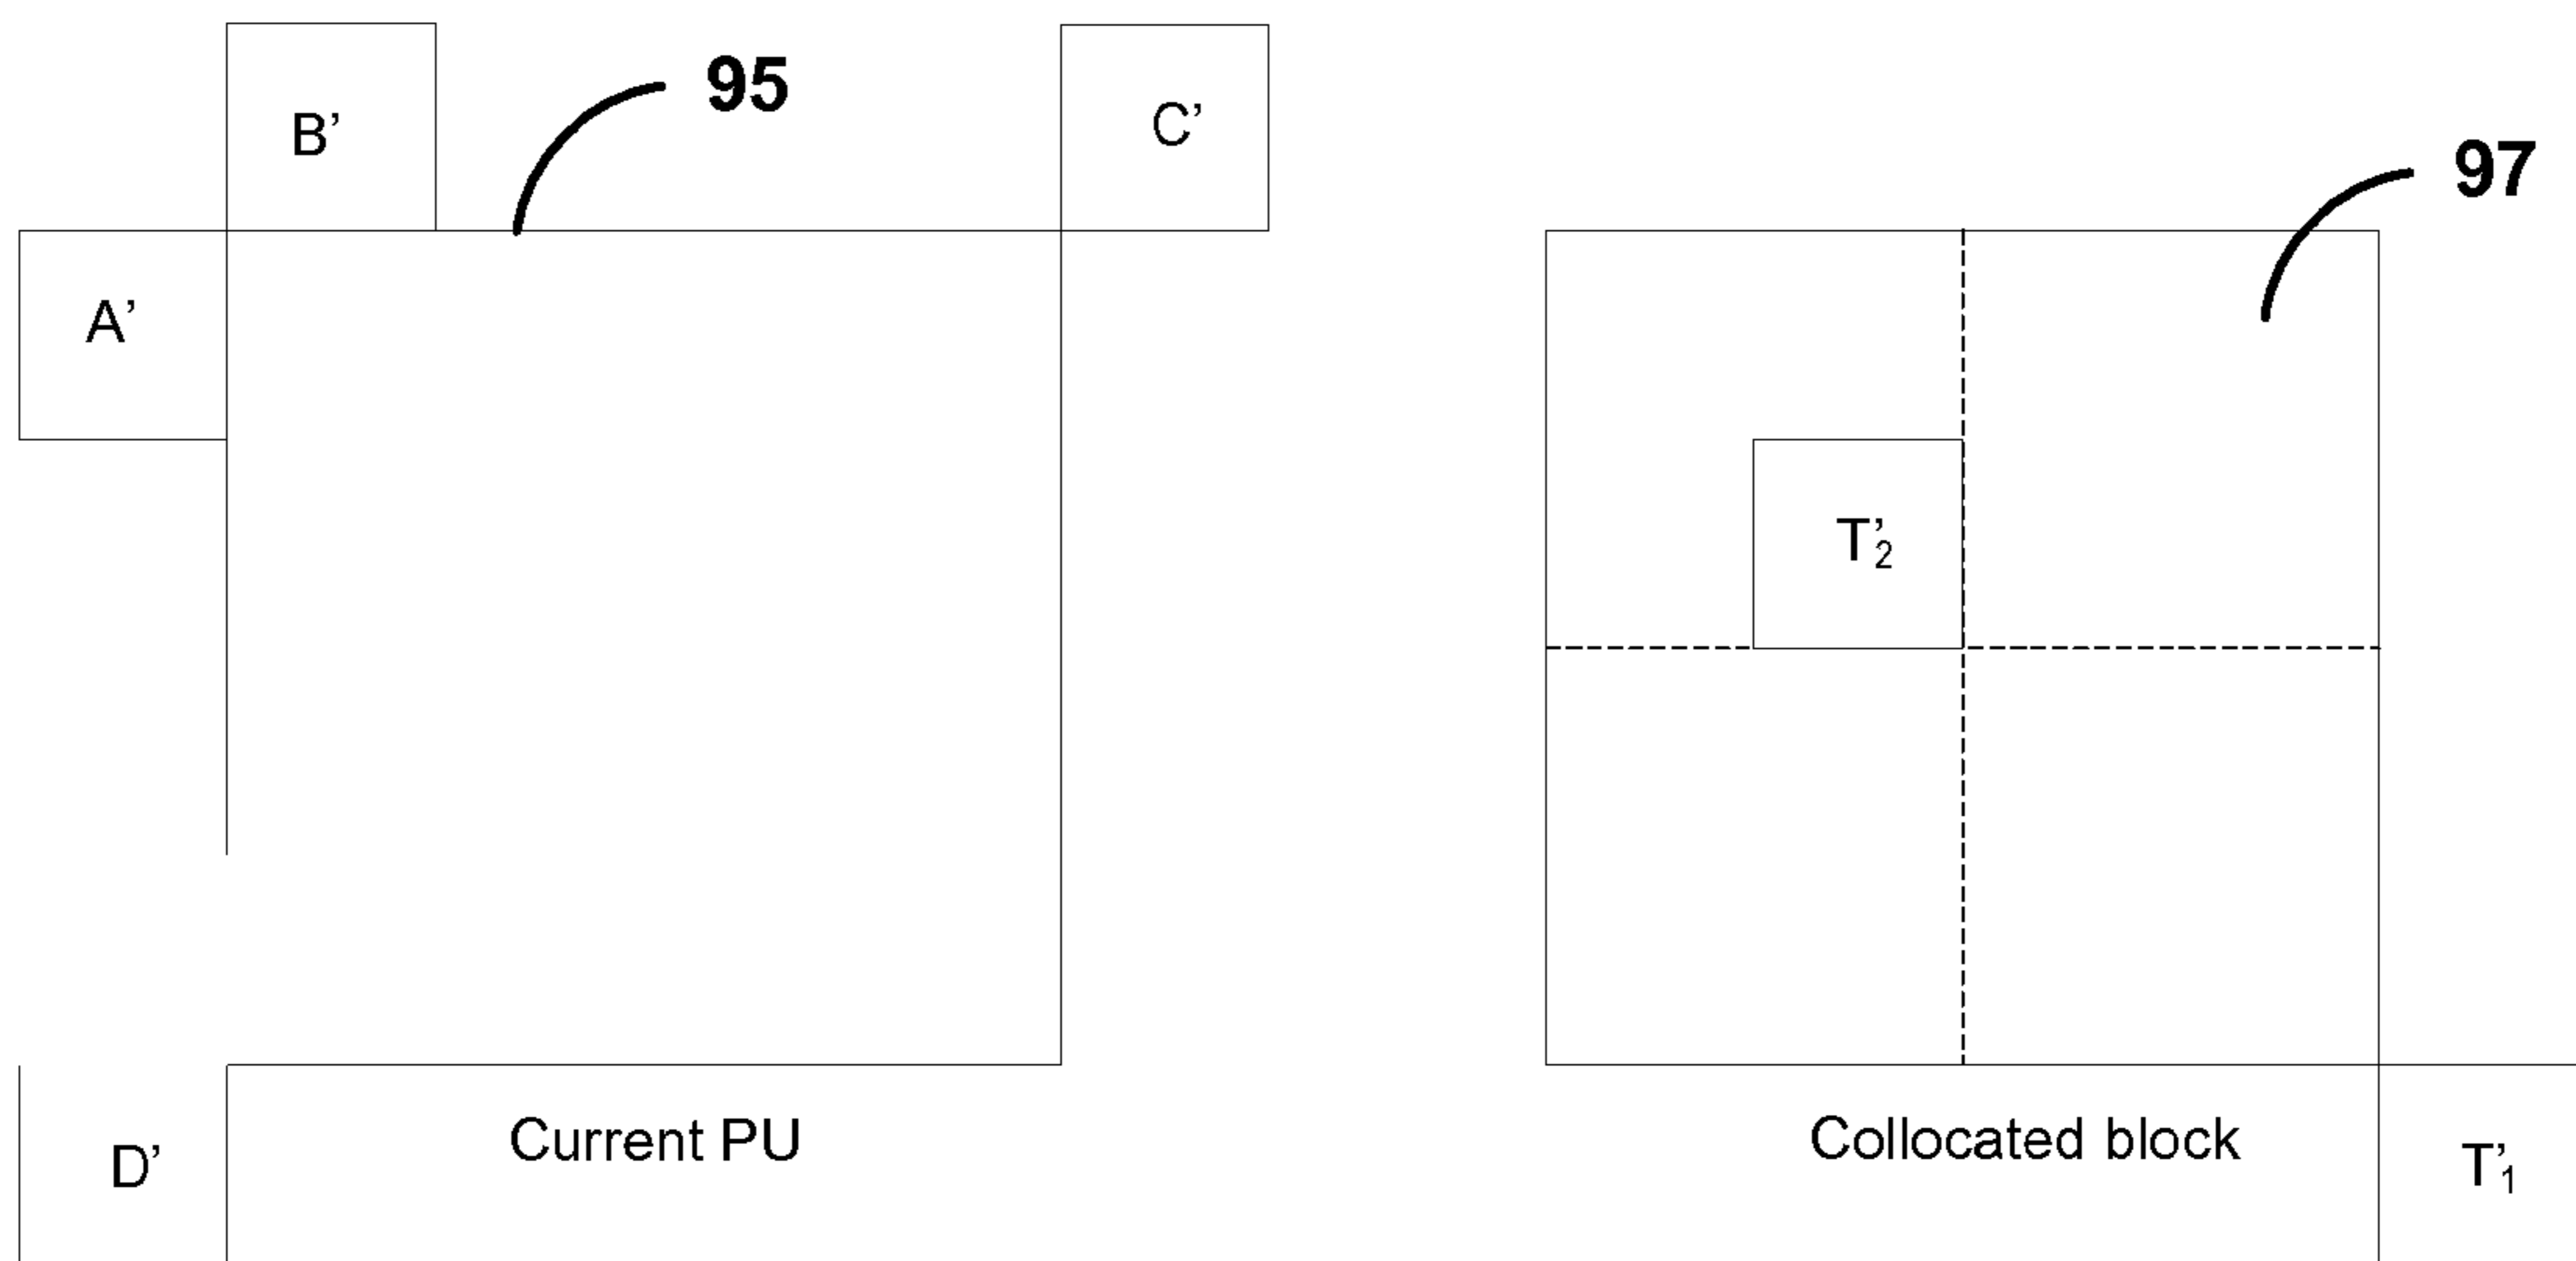 95
B’
C’
97
A’
T’2
Current PU
Collocated block
D’
T’1